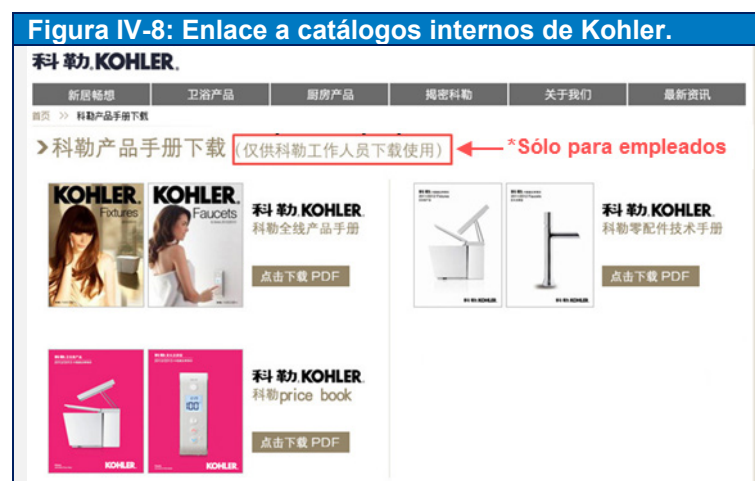 Figura IV-8: Enlace a catálogos internos de Kohler.
科勒.KOHLER.
新居畅想 卫浴产品 厨房产品 揭密科勒 关于我们 最新资讯
首页 >> 科勒产品手册下载
科勒产品手册下载 (仅供科勒工作人员下载使用) *Sólo para empleados
KOHLER.
Fixtures
KOHLER.
Faucets
科勒.KOHLER.
科勒全线产品手册
点击下载 PDF
科勒.KOHLER.
科勒零配件技术手册
点击下载 PDF
科勒.KOHLER.
科勒price book
点击下载 PDF
KOHLER.
KOHLER.